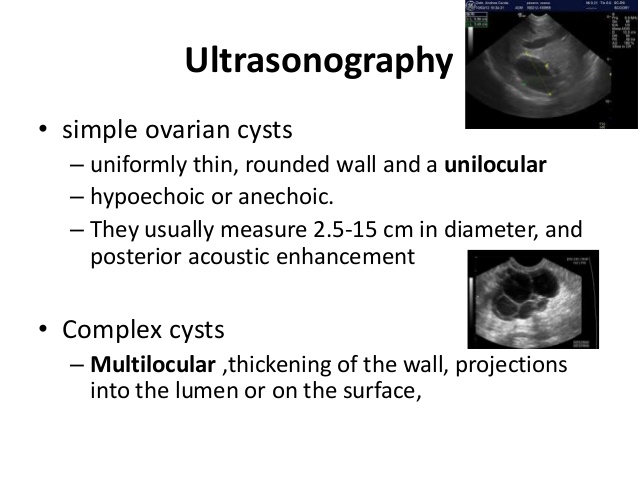 Ultrasonography
• simple ovarian cysts
– uniformly thin, rounded wall and a unilocular
– hypoechoic or anechoic.
– They usually measure 2.5-15 cm in diameter, and
posterior acoustic enhancement
• Complex cysts
– Multilocular ,thickening of the wall, projections
into the lumen or on the surface,